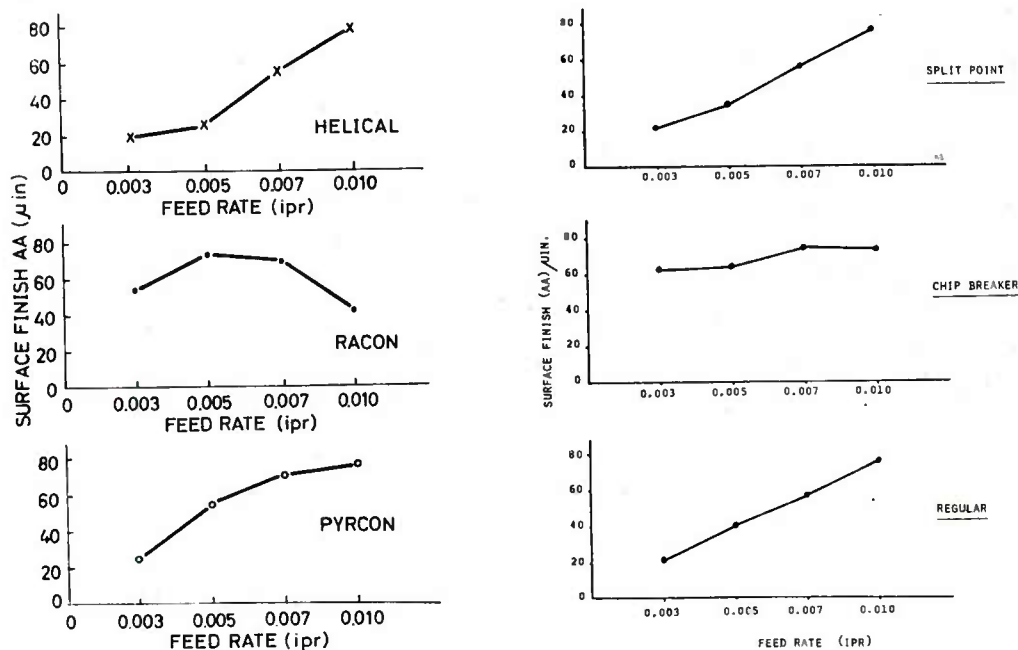 80
60
40
20
0
HELICAL
0 0.003 0.005 0.007 0.010
FEED RATE (ipr)
80
60
40
0
RACON
0 0.003 0.005 0.007 0.010
FEED RATE (ipr)
80
60
40
20
0
PYRCON
0 0.003 0.005 0.007 0.010
FEED RATE (ipr)
SURFACE FINISH AA (μin)
80
60
40
20
0
SPLIT POINT
0.003 0.005 0.007 0.010
80
60
40
20
0
CHIP BREAKER
0.003 0.005 0.007 0.010
SURFACE FINISH (AA)/UIN.
80
60
40
20
0
REGULAR
0.003 0.005 0.007 0.010
FEED RATE (IPR)